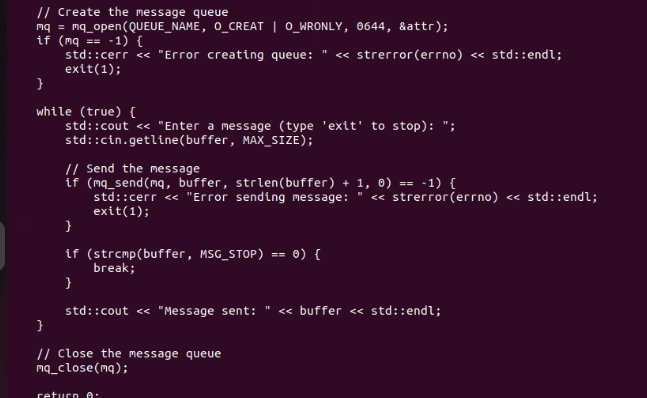 // Create the message queue
mq = mq_open(QUEUE_NAME, O_CREAT | O_WRONLY, 0644, &attr);
if (mq == -1) {
    std::cerr << "Error creating queue: " << strerror(errno) << std::endl;
    exit(1);
}

while (true) {
    std::cout << "Enter a message (type 'exit' to stop): ";
    std::cin.getline(buffer, MAX_SIZE);

    // Send the message
    if (mq_send(mq, buffer, strlen(buffer) + 1, 0) == -1) {
        std::cerr << "Error sending message: " << strerror(errno) << std::endl;
        exit(1);
    }

    if (strcmp(buffer, MSG_STOP) == 0) {
        break;
    }

    std::cout << "Message sent: " << buffer << std::endl;
}

// Close the message queue
mq_close(mq);

return 0;